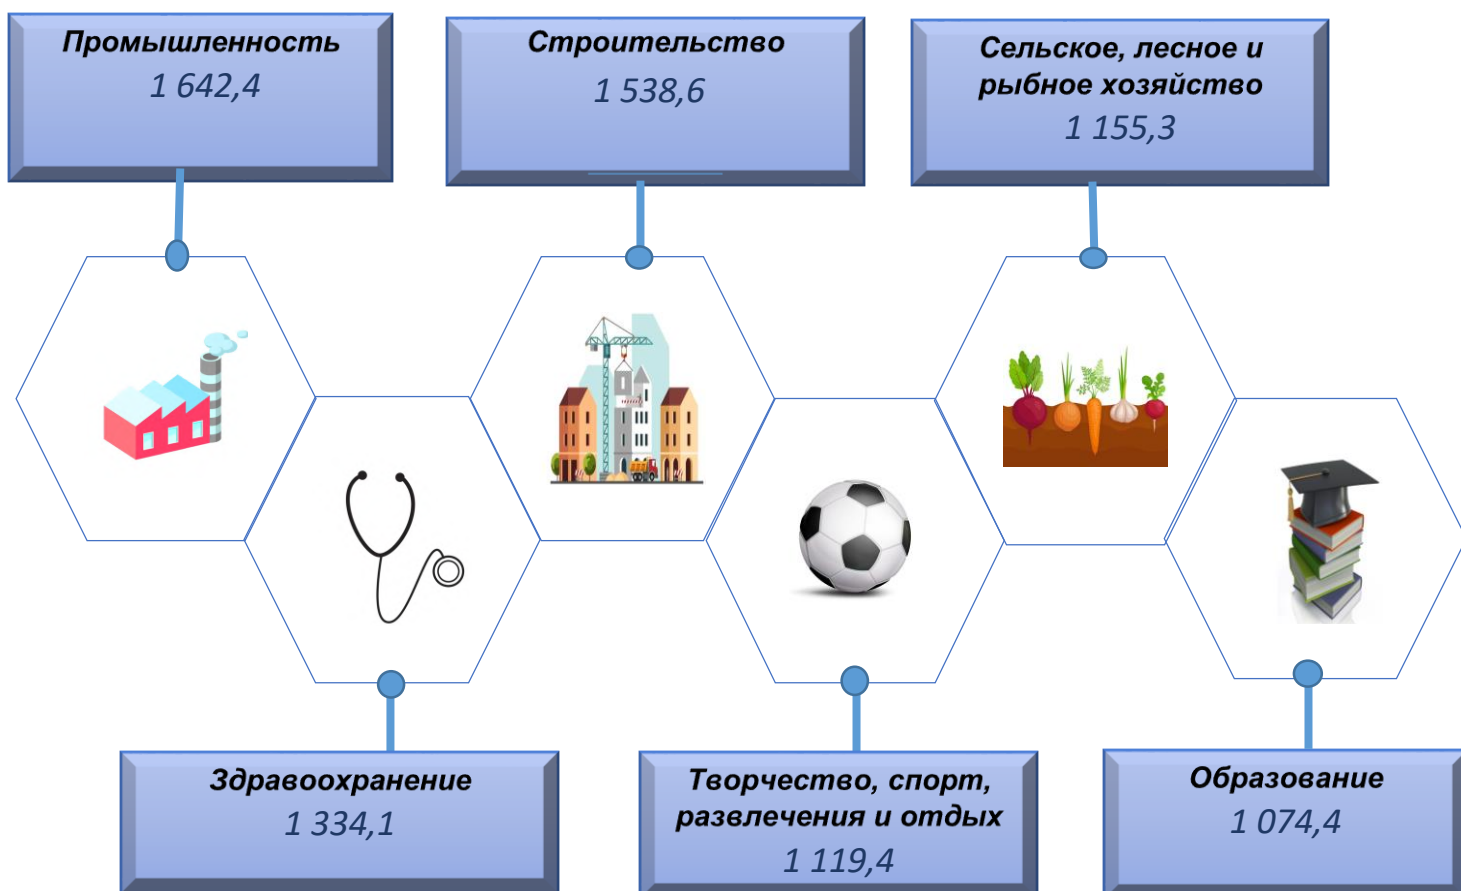 Промышленность
1 642,4
Строительство
1 538,6
Сельское, лесное и
рыбное хозяйство
1 155,3
Здравоохранение
1 334,1
Творчество, спорт,
развлечения и отдых
1 119,4
Образование
1 074,4